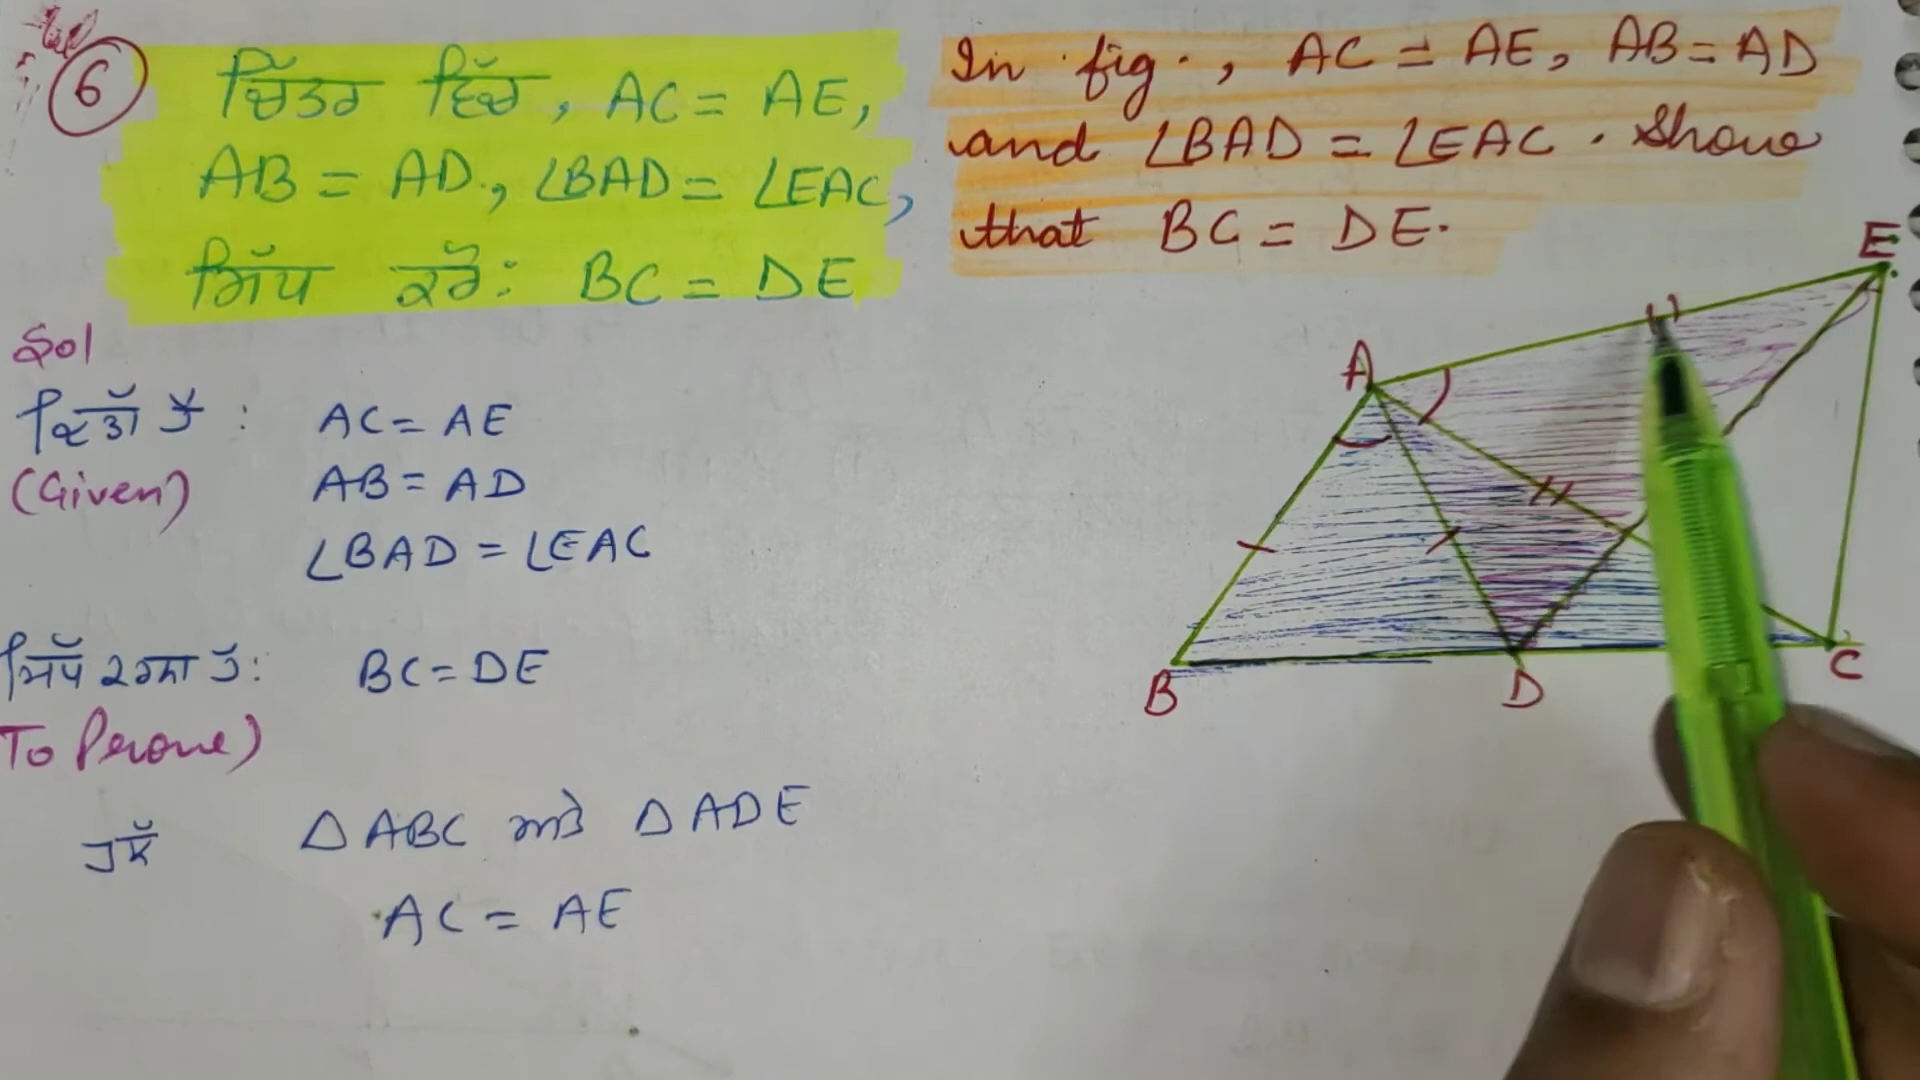 6
ਚਿੱਤਰ ਵਿੱਚ, AC = AE,
AB = AD, ∠BAD = ∠EAC,
ਸਿੱਧ ਕਰੋ: BC = DE
In fig., AC = AE, AB = AD
and ∠BAD = ∠EAC. Show
that BC = DE.
Sol
ਦਿੱਤਾ ਹੈ: AC = AE
(Given) AB = AD
∠BAD = ∠EAC
ਸਿੱਧ ਕਰਨਾ ਹੈ: BC = DE
To Prove)
ਹੱਲ △ABC ਅਤੇ △ADE
AC = AE
E
A
B
D
C